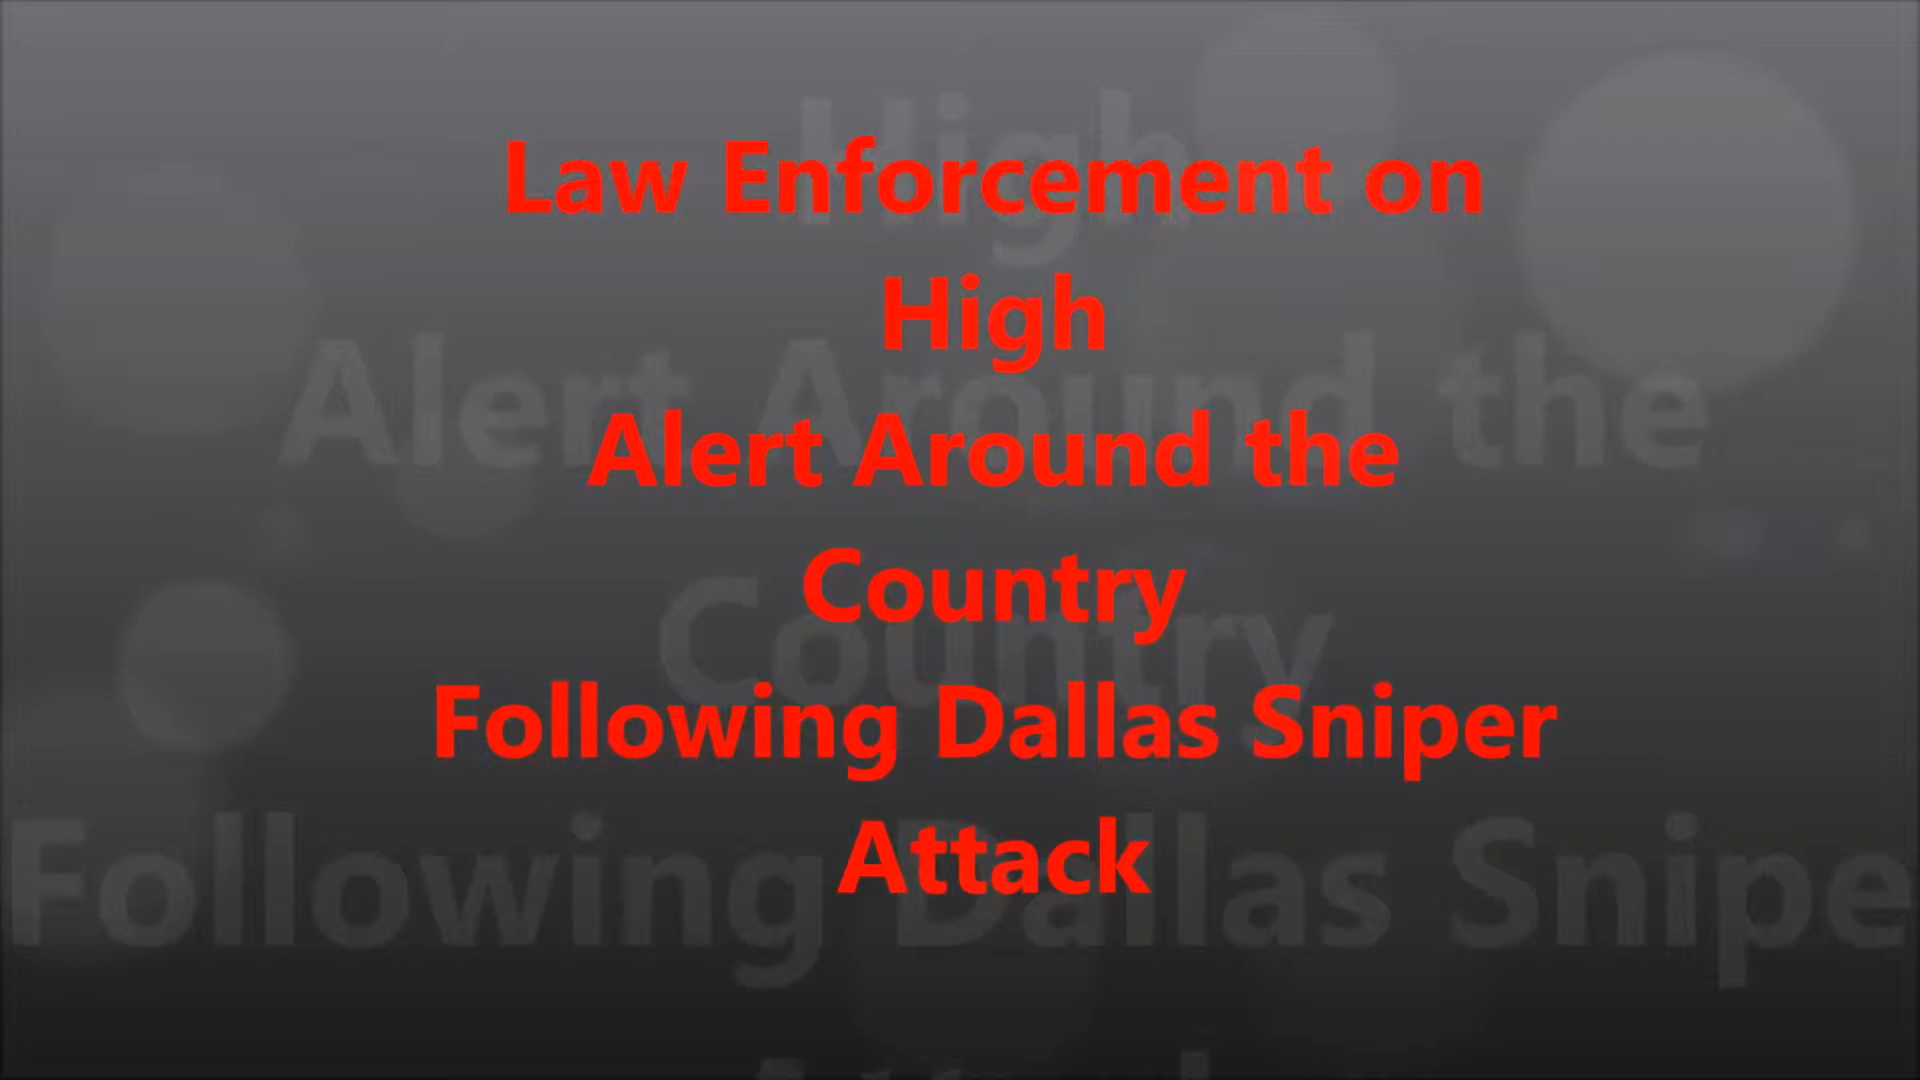 Law Enforcement on
High
Alert Around the
Country
Following Dallas Sniper
Attack